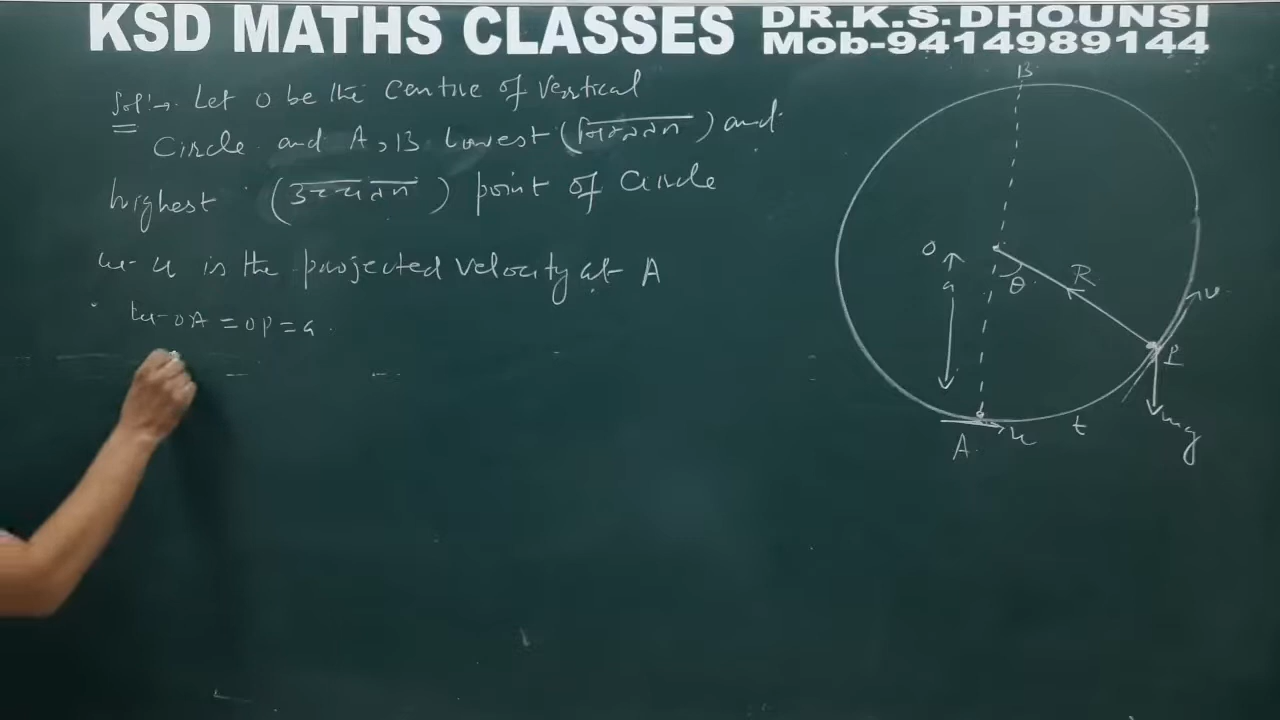 KSD MATHS CLASSES DR.K.S. DHOUNSI
Mob-9414989144
Sol:→ Let O be the Centre of Vertical
Circle and A, B lowest (निम्नतम) and
highest (उच्चतम) point of Circle
let u is the projected velocity at A
let OA = OP = a
B
O
a
θ
R
v
P
mg
A
u
t